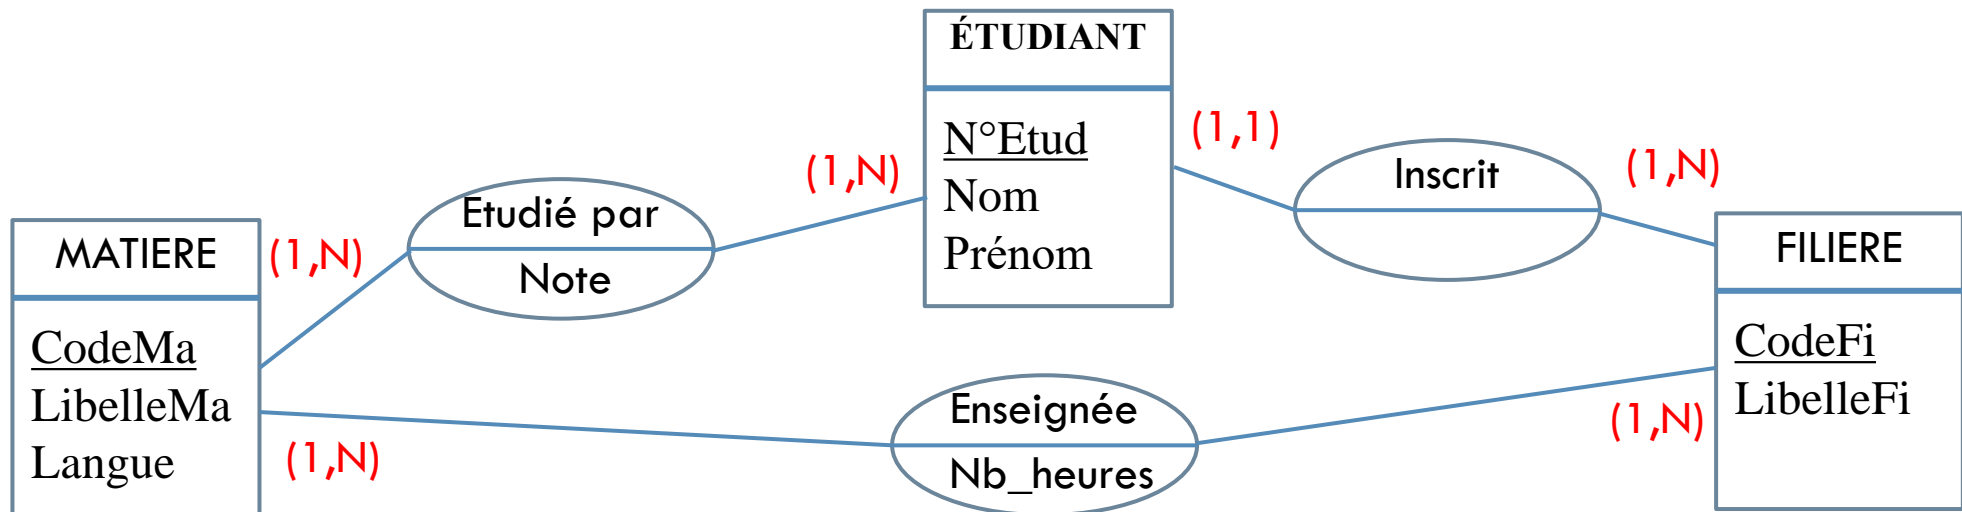 ÉTUDIANT
N°Etud
Nom
Prénom
(1,1)
(1,N)
Inscrit
(1,N)
Etudié par
Note
MATIERE
(1,N)
CodeMa
LibelleMa
Langue
(1,N)
Enseignée
Nb_heures
FILIERE
CodeFi
LibelleFi
(1,N)